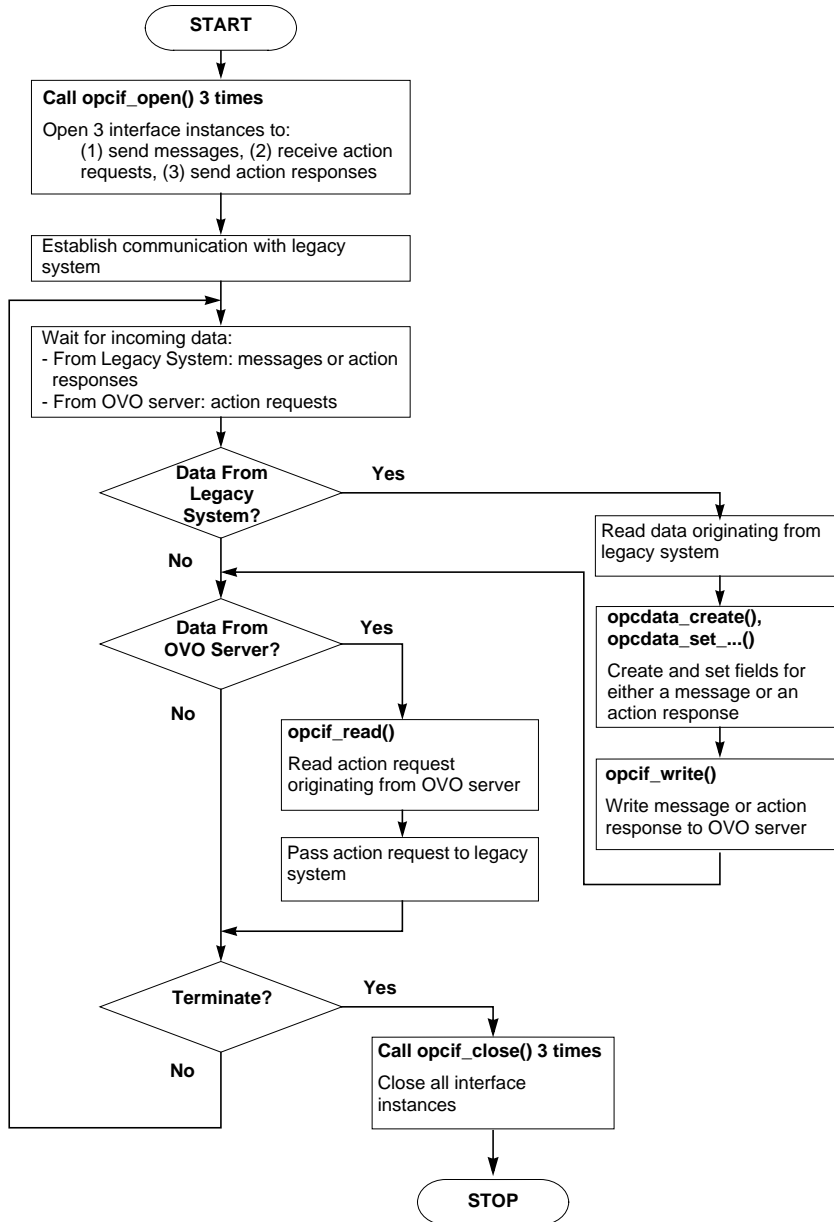 START
Call opcif_open() 3 times
Open 3 interface instances to:
(1) send messages, (2) receive action
requests, (3) send action responses
Establish communication with legacy
system
Wait for incoming data:
- From Legacy System: messages or action
responses
- From OVO server: action requests
Data From
Legacy
System?
Yes
No
Read data originating from
legacy system
opcdata_create(),
opcdata_set_...()
Create and set fields for
either a message or an
action response
opcif_write()
Write message or action
response to OVO server
Data From
OVO Server?
Yes
No
opcif_read()
Read action request
originating from OVO server
Pass action request to legacy
system
Terminate?
Yes
No
Call opcif_close() 3 times
Close all interface
instances
STOP